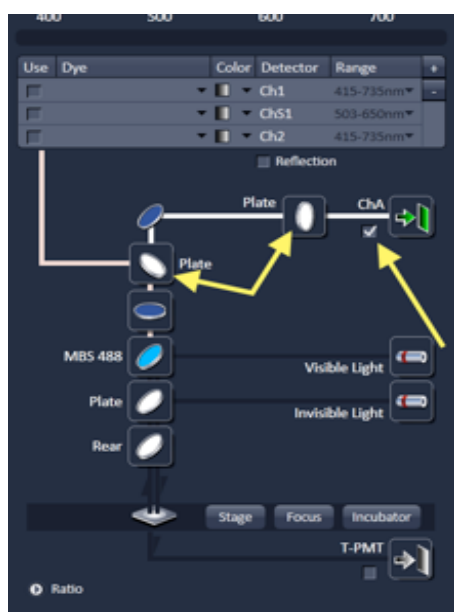 400 500 600 700
Use Dye Color Detector Range +
Ch1 415-735nm -
ChS1 503-650nm
Ch2 415-735nm
Reflection
Plate ChA
Plate
MBS 488
Visible Light
Plate
Invisible Light
Rear
Stage Focus Incubator
T-PMT
Ratio